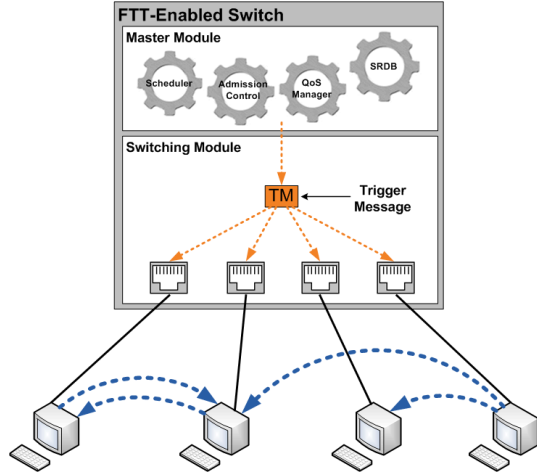 FTT-Enabled Switch
Master Module
Scheduler
Admission
Control
QoS
Manager
SRDB
Switching Module
TM
Trigger
Message